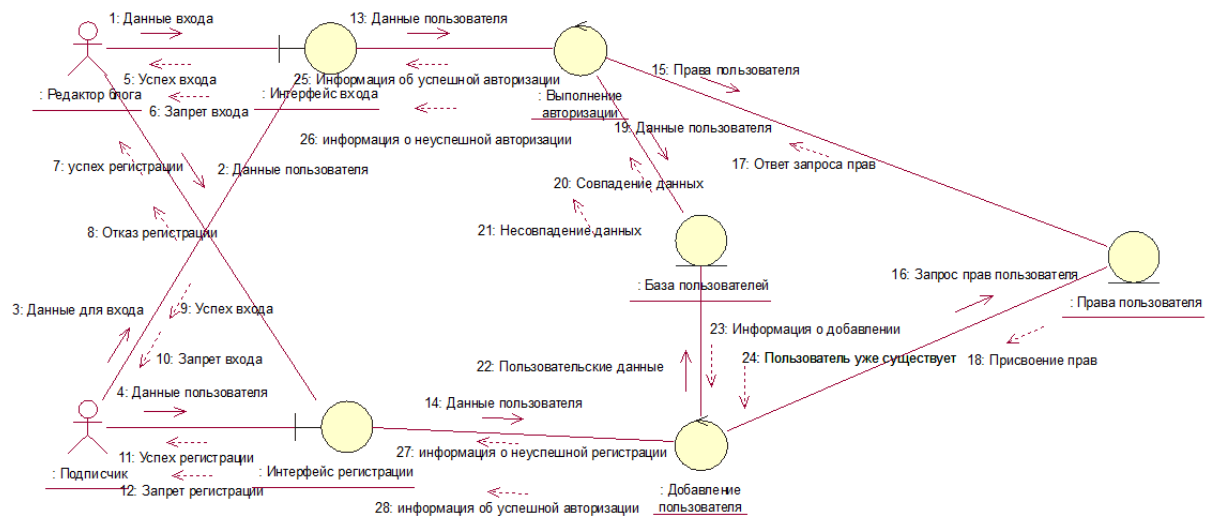 1: Данные входа
13: Данные пользователя
5: Успех входа
25: Информация об успешной авторизации
15: Права пользователя
: Редактор блога
: Интерфейс входа
: Выполнение
авторизации
6: Запрет входа
26: информация о неуспешной авторизации
19: Данные пользователя
7: успех регистрации
2: Данные пользователя
17: Ответ запроса прав
20: Совпадение данных
8: Отказ регистрации
21: Несовпадение данных
16: Запрос прав пользователя
: База пользователей
: Права пользователя
3: Данные для входа
9: Успех входа
23: Информация о добавлении
10: Запрет входа
24: Пользователь уже существует
18: Присвоение прав
22: Пользовательские данные
4: Данные пользователя
14: Данные пользователя
11: Успех регистрации
27: информация о неуспешной регистрации
: Подписчик
: Интерфейс регистрации
12: Запрет регистрации
: Добавление
пользователя
28: информация об успешной авторизации